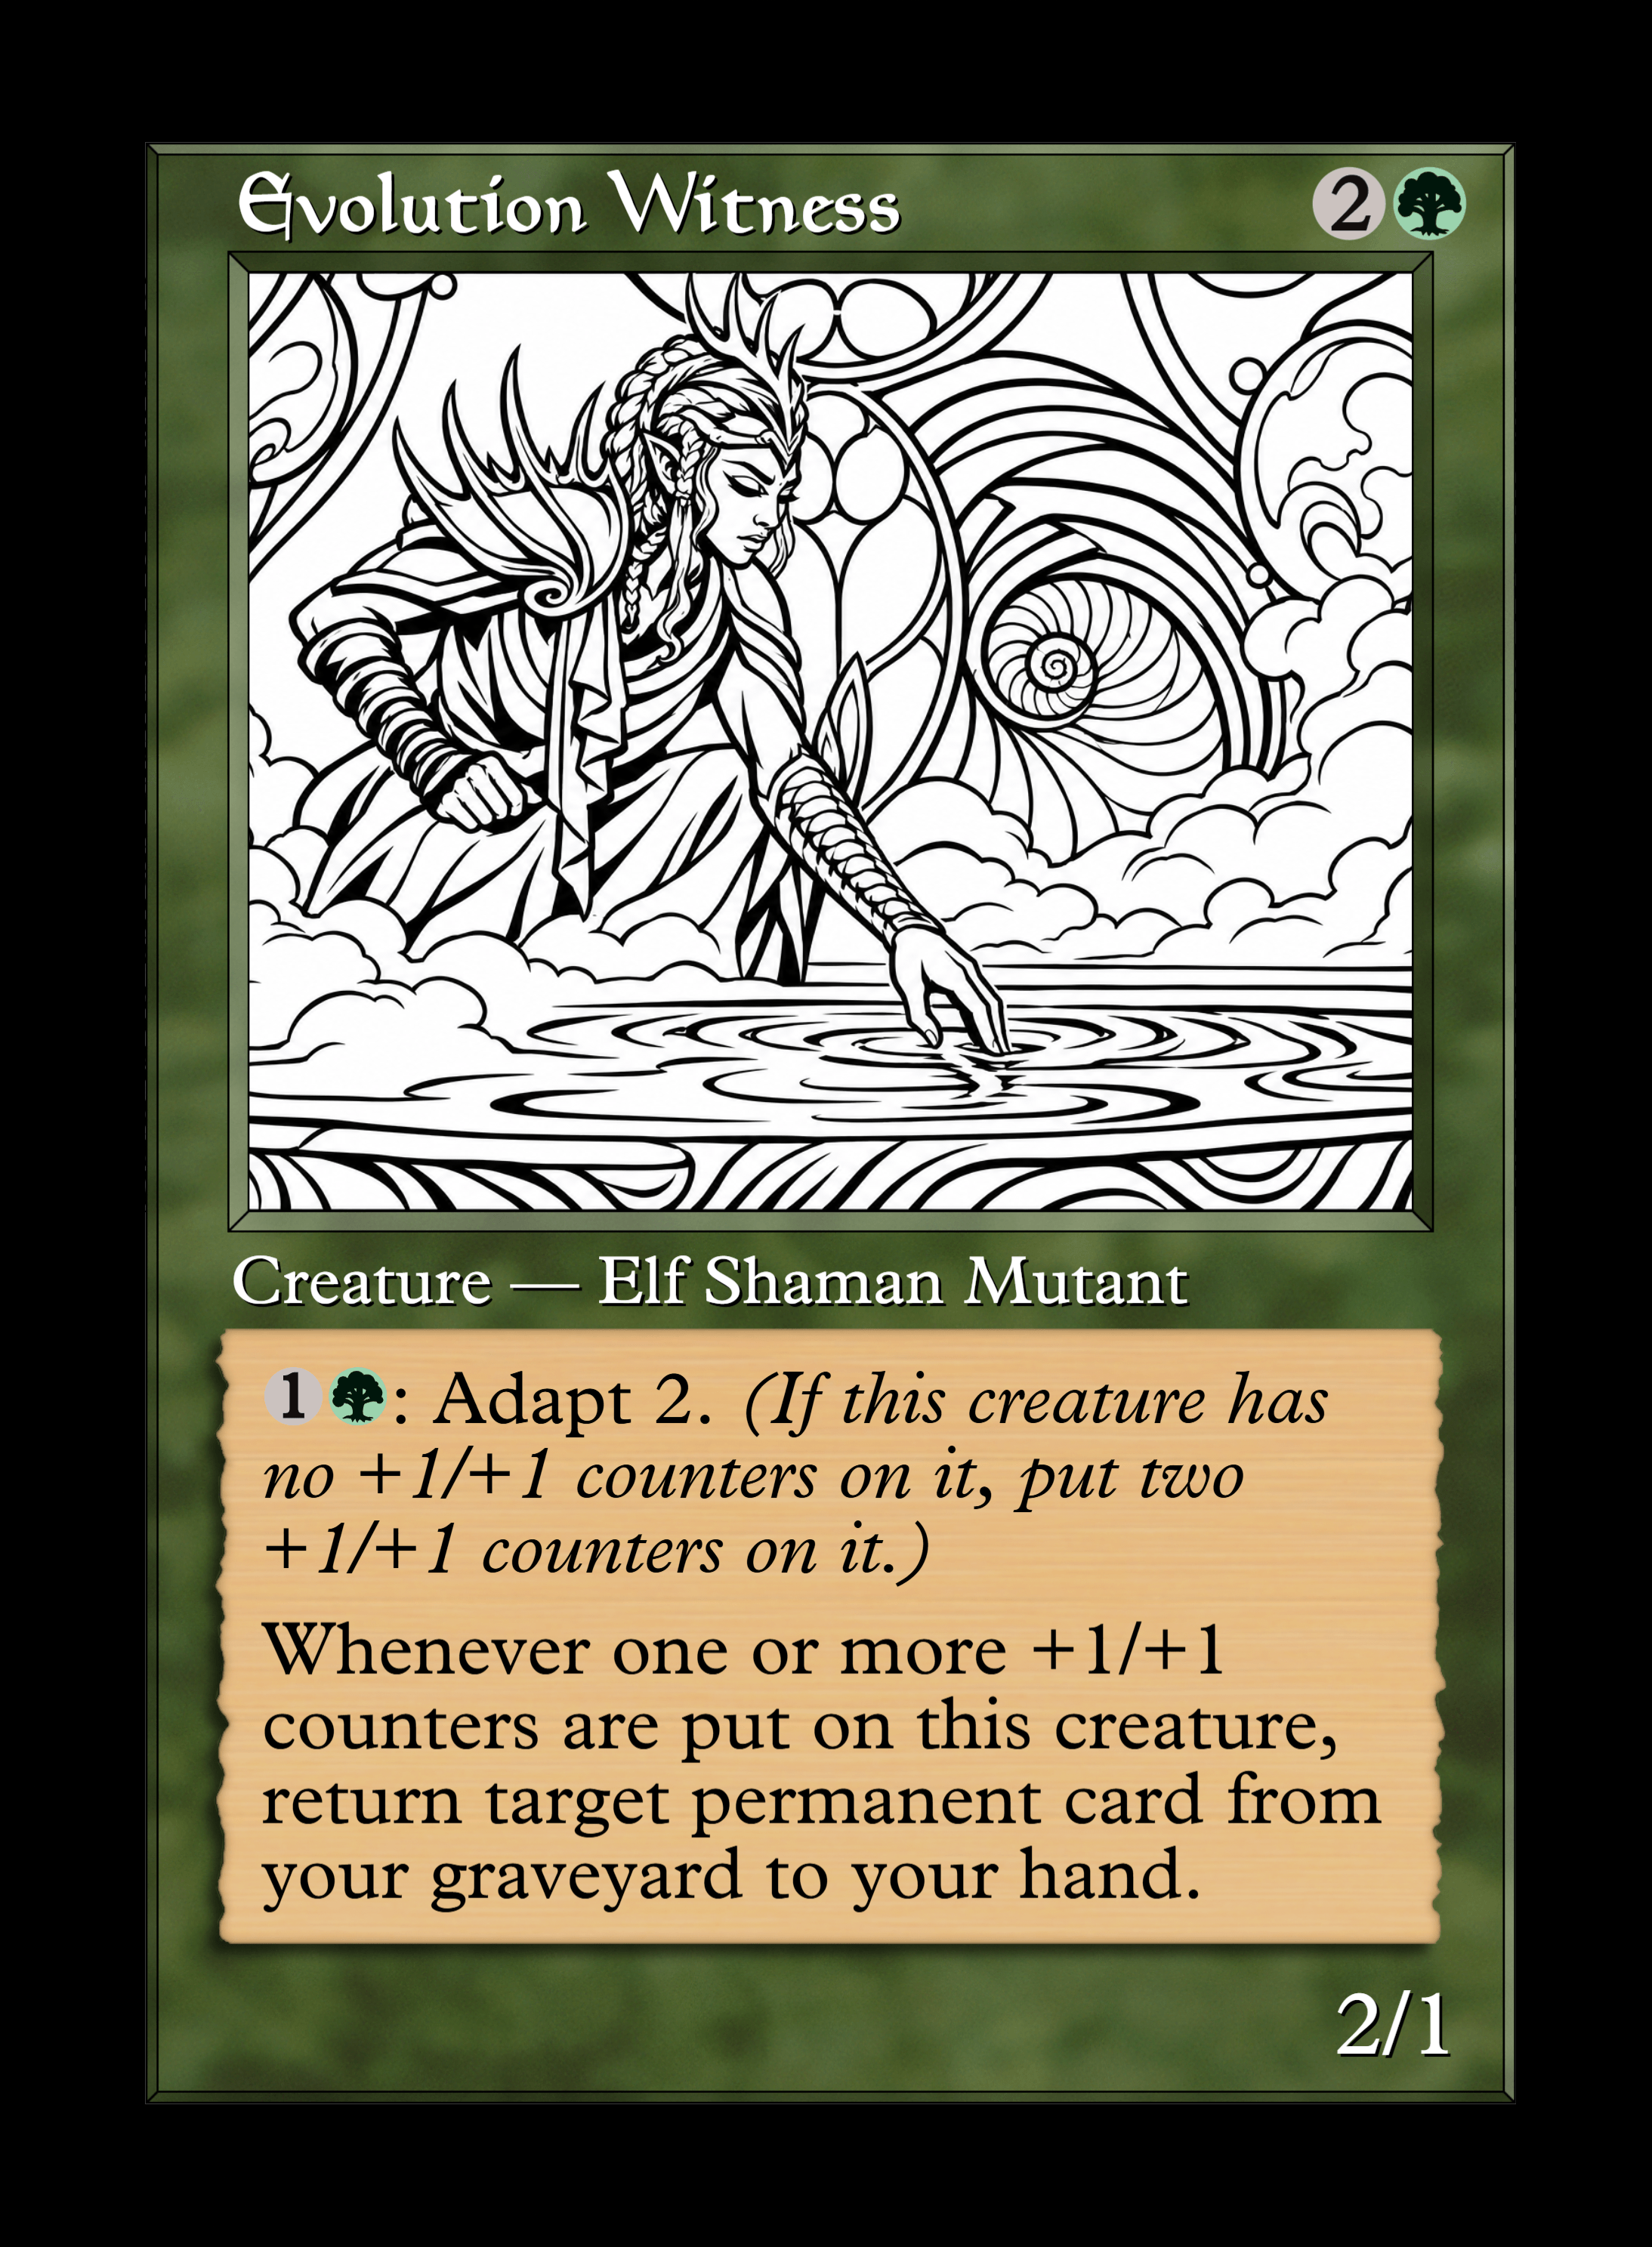 Evolution Witness 2
Creature — Elf Shaman Mutant
1 : Adapt 2. (If this creature has
no +1/+1 counters on it, put two
+1/+1 counters on it.)
Whenever one or more +1/+1
counters are put on this creature,
return target permanent card from
your graveyard to your hand.
2/1